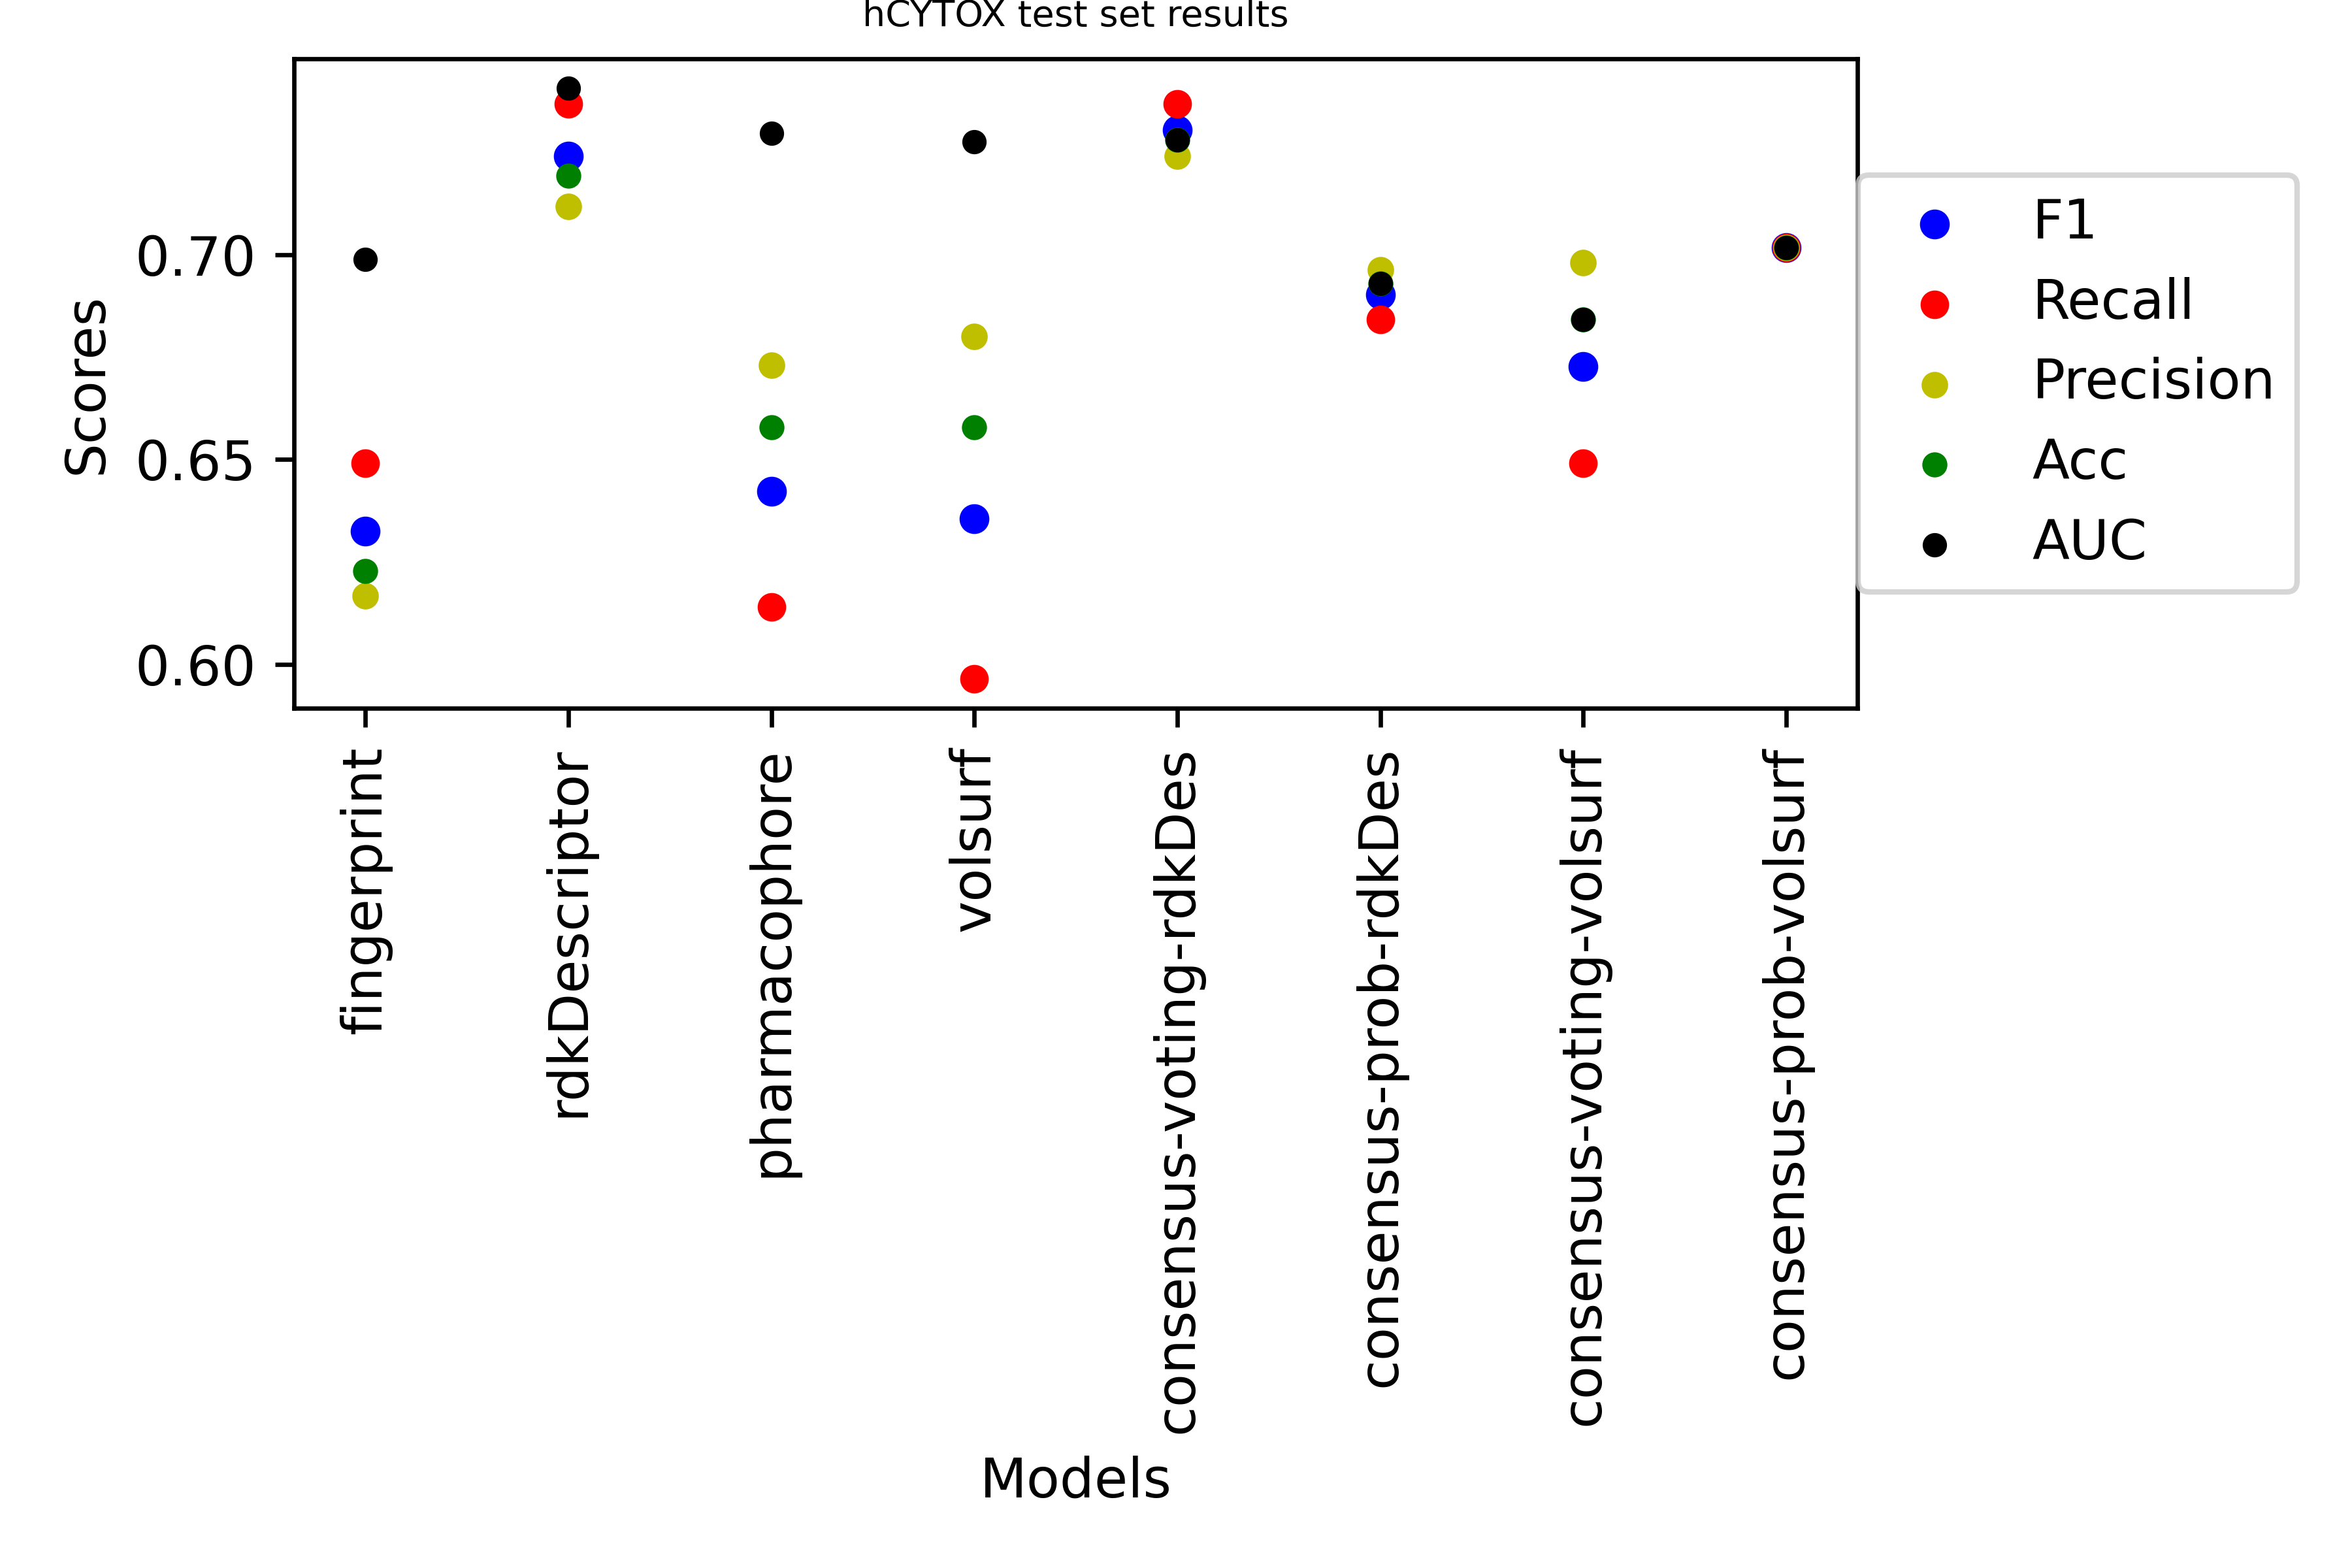 hCYTOX test set results
Scores
0.70
0.65
0.60
F1
Recall
Precision
Acc
AUC
fingerprint
rdkDescriptor
pharmacophore
volsurf
consensus-voting-rdkDes
consensus-prob-rdkDes
consensus-voting-volsurf
consensus-prob-volsurf
Models